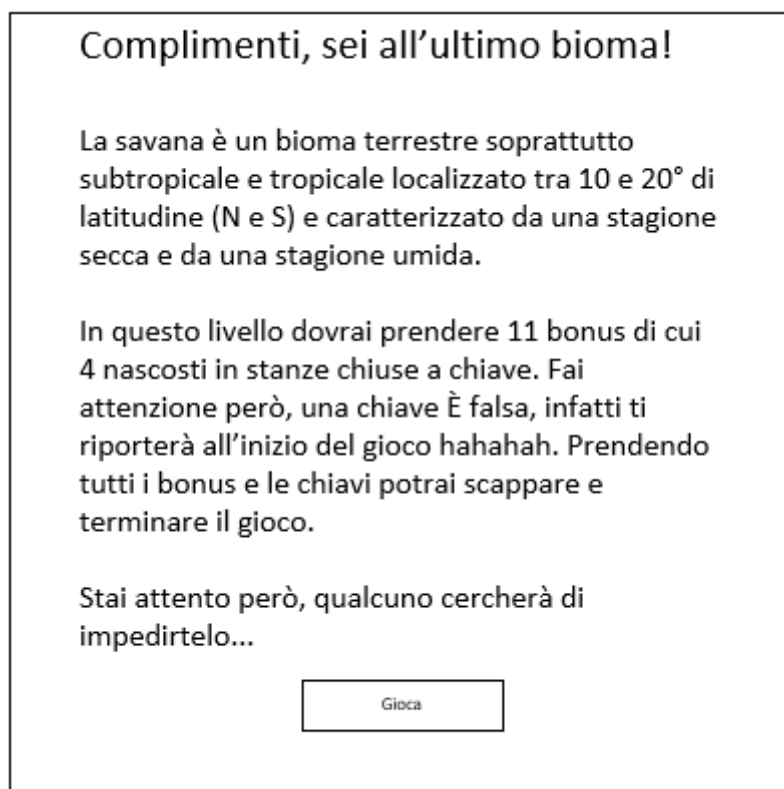 Complimenti, sei all’ultimo bioma!
La savana è un bioma terrestre soprattutto
subtropicale e tropicale localizzato tra 10 e 20° di
latitudine (N e S) e caratterizzato da una stagione
secca e da una stagione umida.
In questo livello dovrai prendere 11 bonus di cui
4 nascosti in stanze chiuse a chiave. Fai
attenzione però, una chiave È falsa, infatti ti
riporterà all’inizio del gioco hahahah. Prendendo
tutti i bonus e le chiavi potrai scappare e
terminare il gioco.
Stai attento però, qualcuno cercherà di
impedirtelo...
Gioca